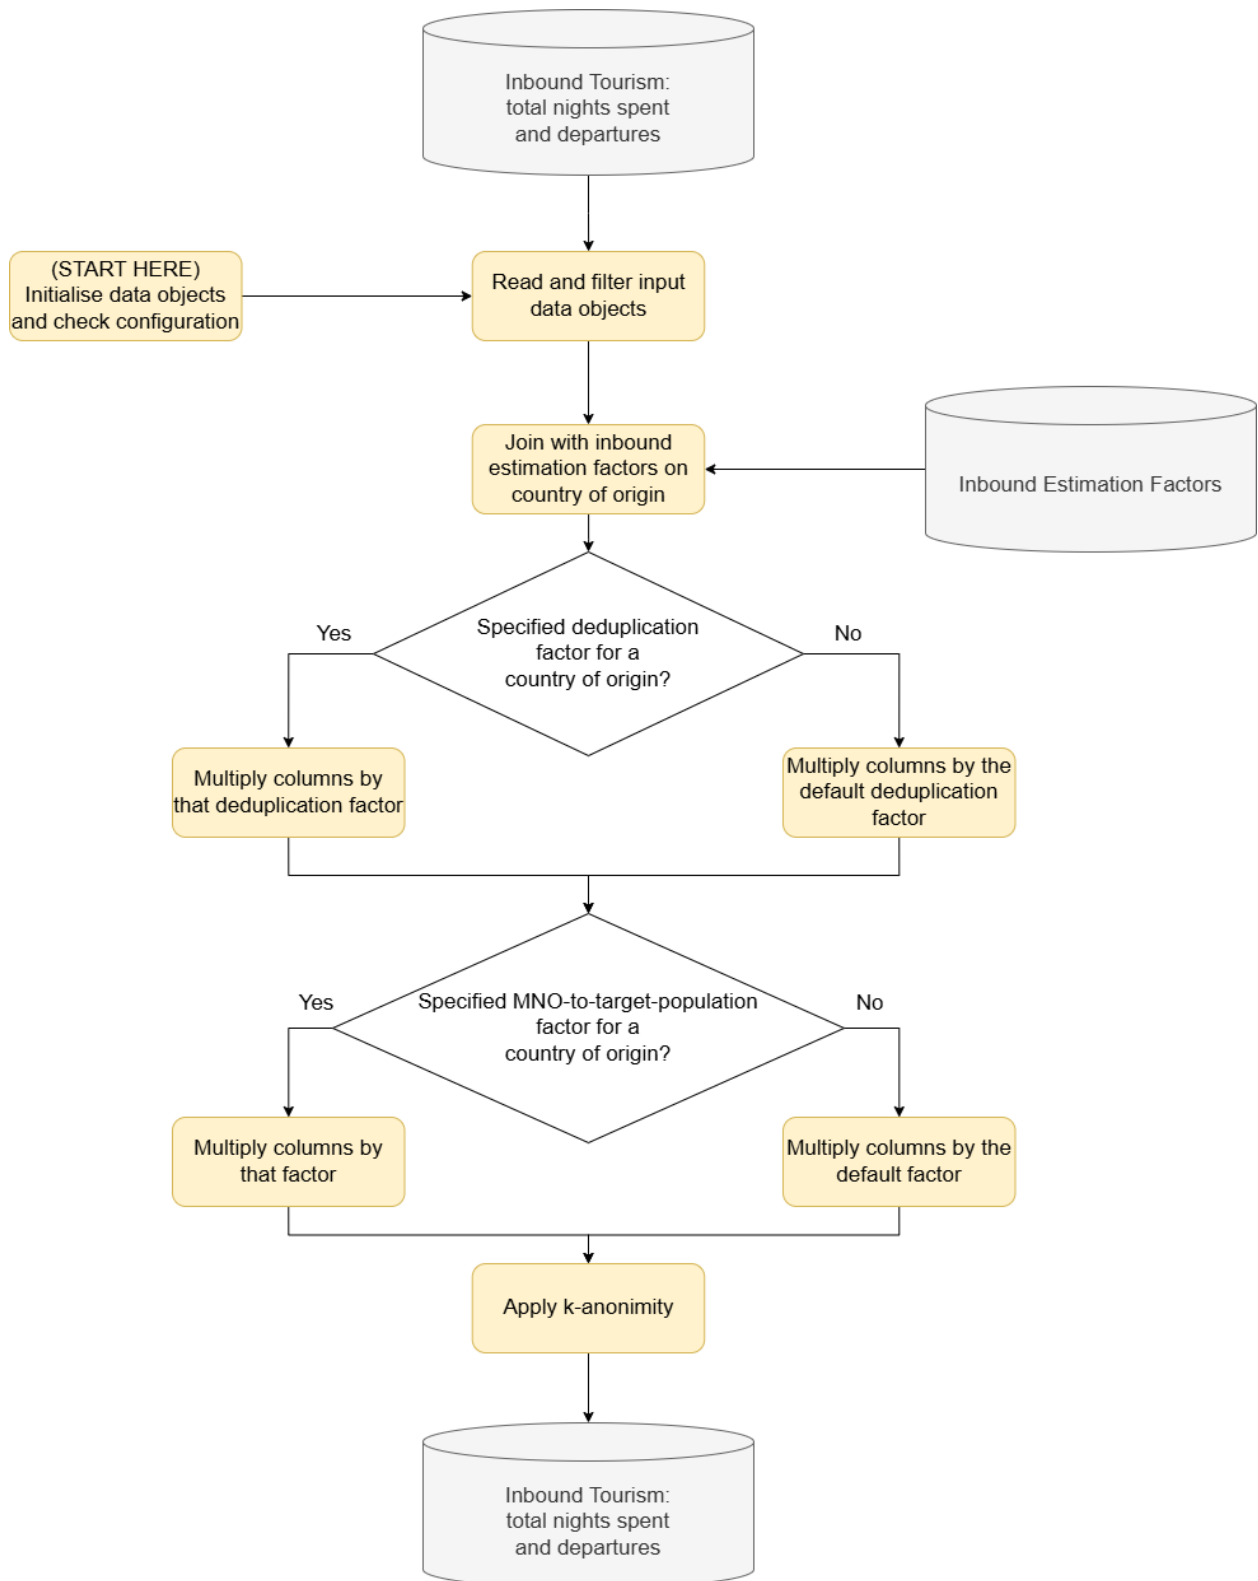 Inbound Tourism:
total nights spent
and departures
(START HERE)
Initialise data objects
and check configuration
Read and filter input
data objects
Join with inbound
estimation factors on
country of origin
Inbound Estimation Factors
Specified deduplication
factor for a
country of origin?
Yes
No
Multiply columns by
that deduplication factor
Multiply columns by the
default deduplication
factor
Specified MNO-to-target-population
factor for a
country of origin?
Yes
No
Multiply columns by
that factor
Multiply columns by the
default factor
Apply k-anonimity
Inbound Tourism:
total nights spent
and departures